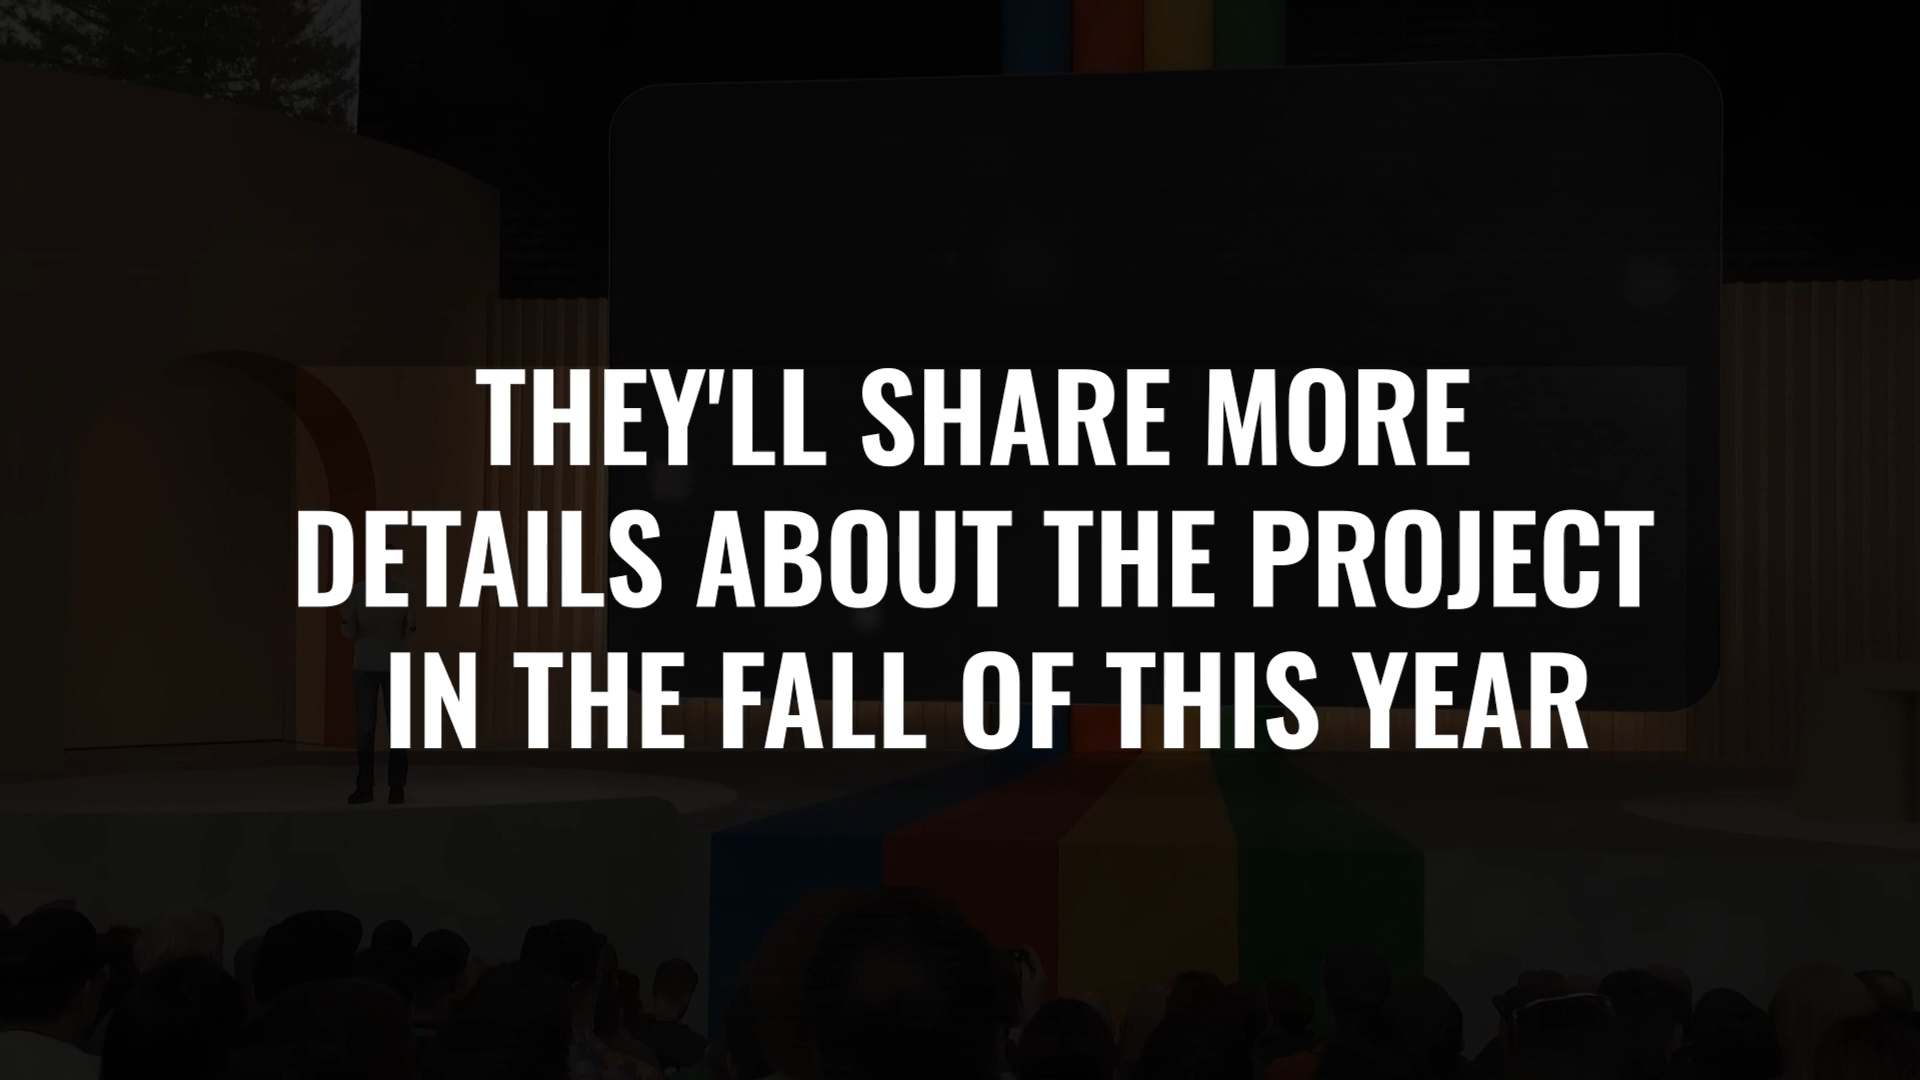 THEY'LL SHARE MORE
DETAILS ABOUT THE PROJECT
IN THE FALL OF THIS YEAR